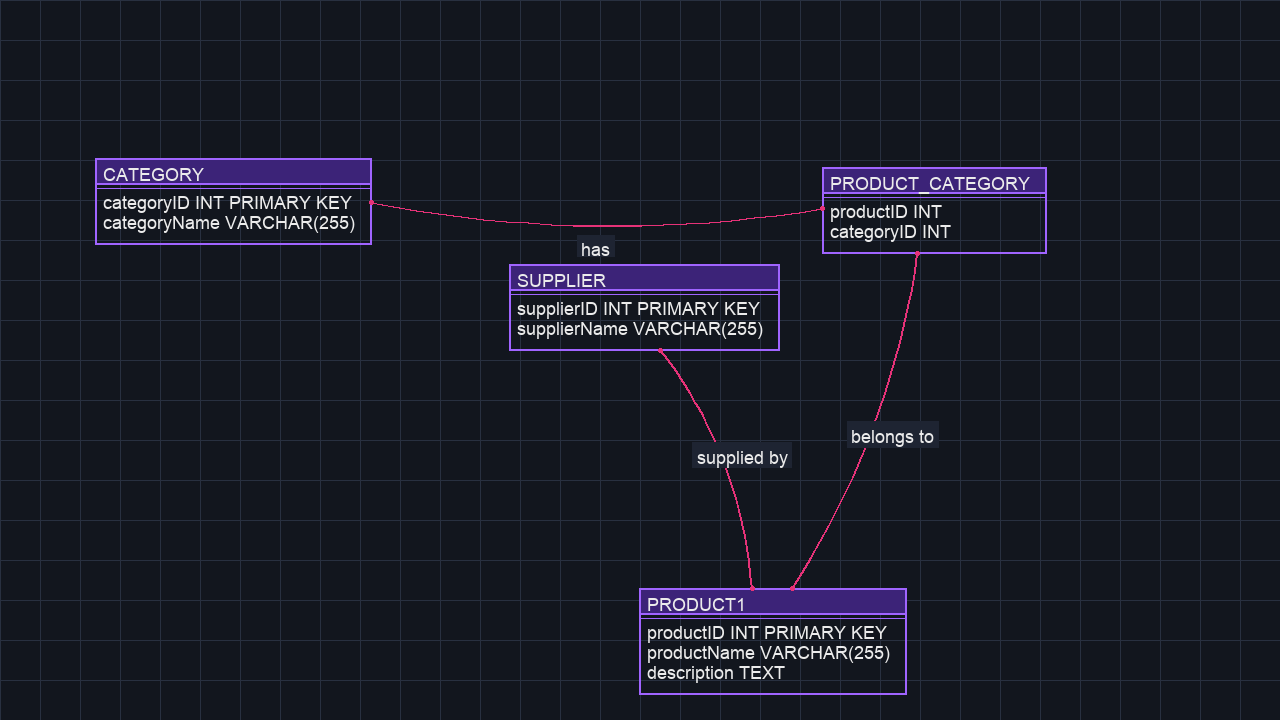 CATEGORY
categoryID INT PRIMARY KEY
categoryName VARCHAR(255)
PRODUCT_CATEGORY
productID INT
categoryID INT
has
SUPPLIER
supplierID INT PRIMARY KEY
supplierName VARCHAR(255)
belongs to
supplied by
PRODUCT1
productID INT PRIMARY KEY
productName VARCHAR(255)
description TEXT